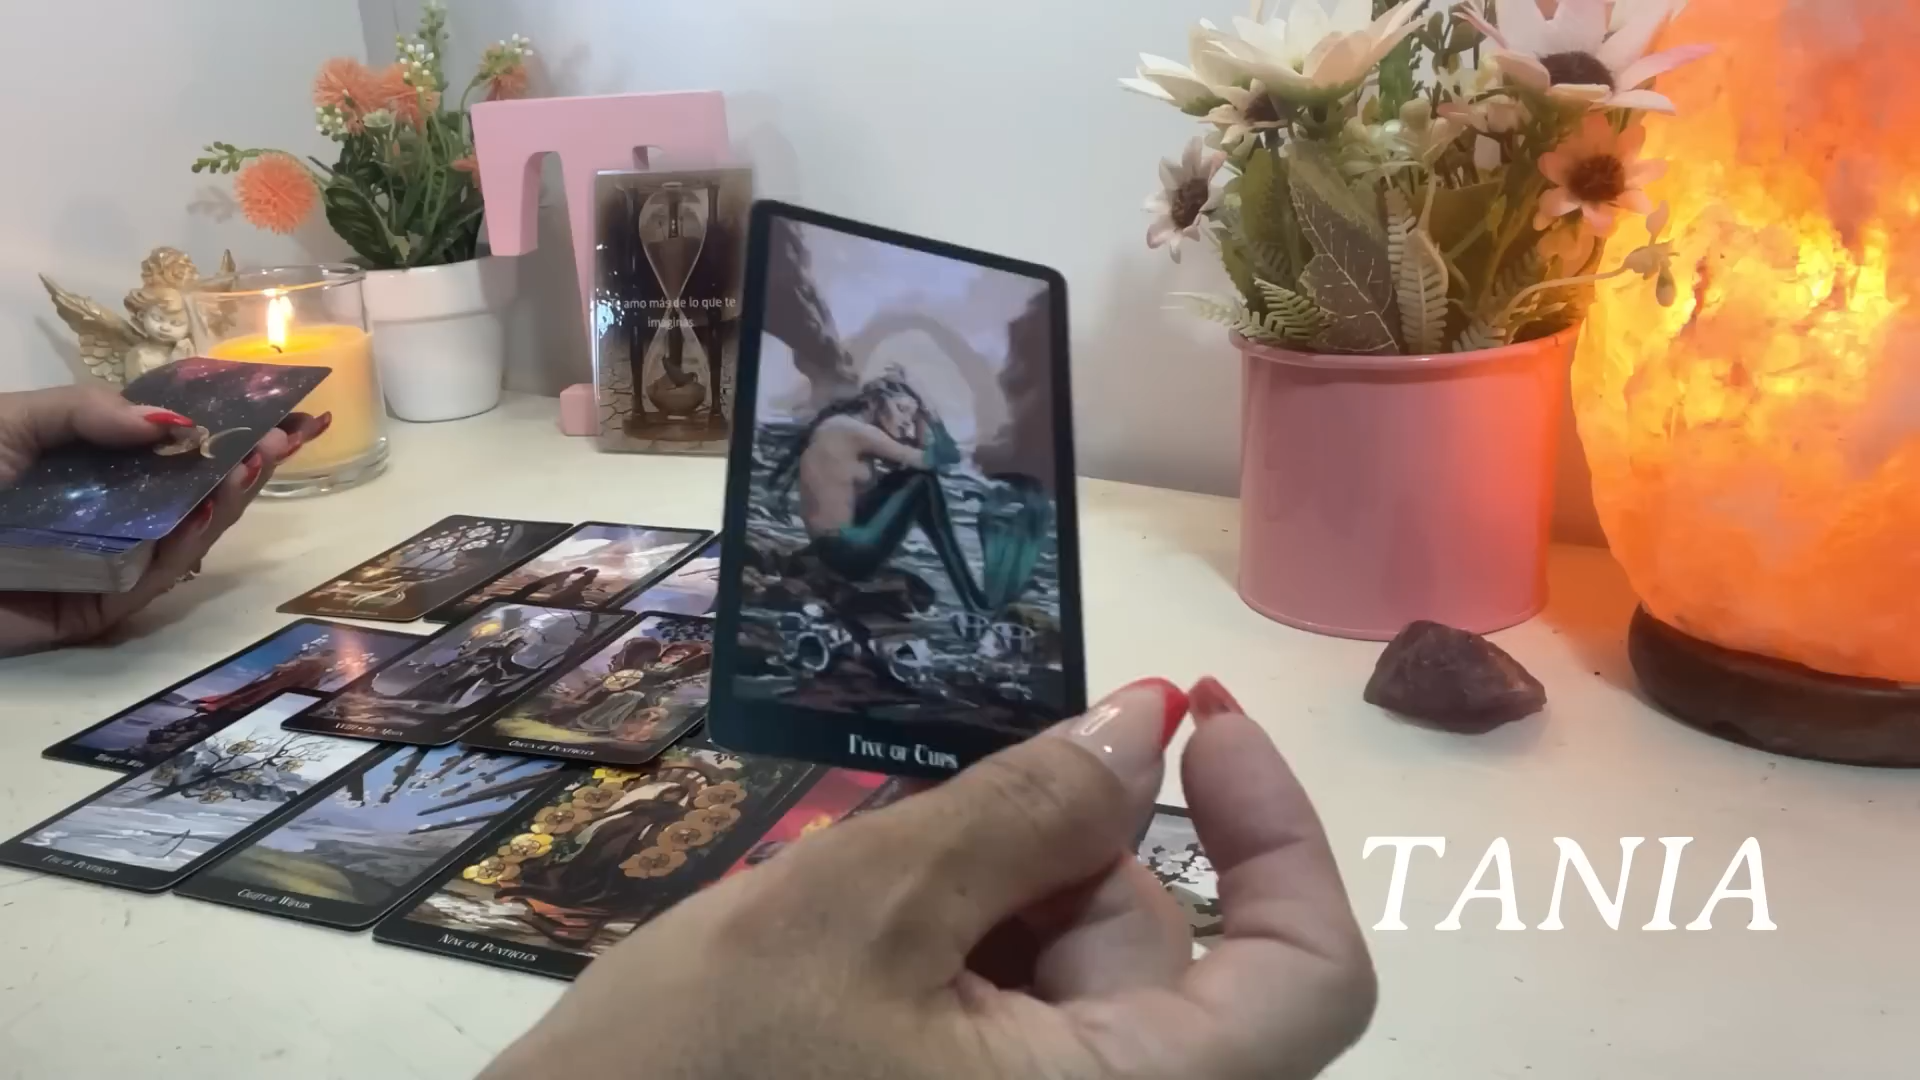 T
Te amo más de lo que te
imaginas.
FIVE OF CUPS
XVIII • THE MOON
QUEEN OF PENTACLES
FIVE OF PENTACLES
EIGHT OF WANDS
NINE OF PENTACLES
TANIA